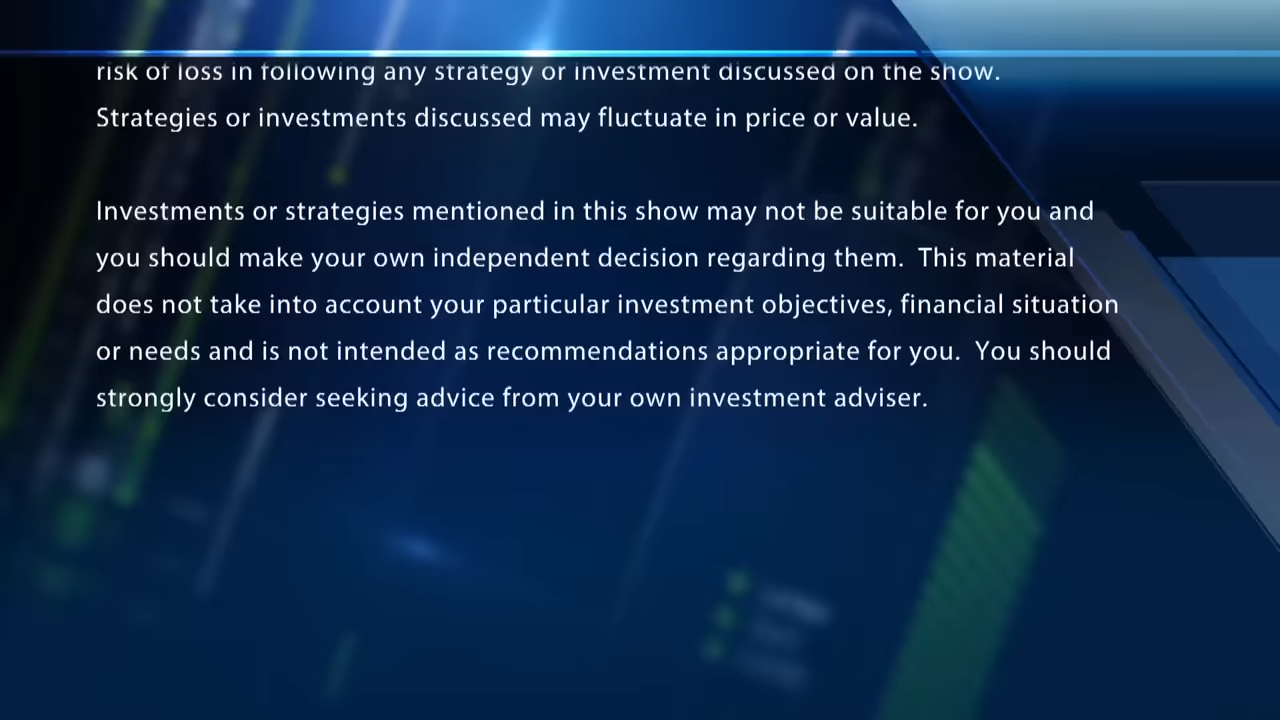 risk of loss in following any strategy or investment discussed on the show.
Strategies or investments discussed may fluctuate in price or value.
Investments or strategies mentioned in this show may not be suitable for you and
you should make your own independent decision regarding them.  This material
does not take into account your particular investment objectives, financial situation
or needs and is not intended as recommendations appropriate for you.  You should
strongly consider seeking advice from your own investment adviser.